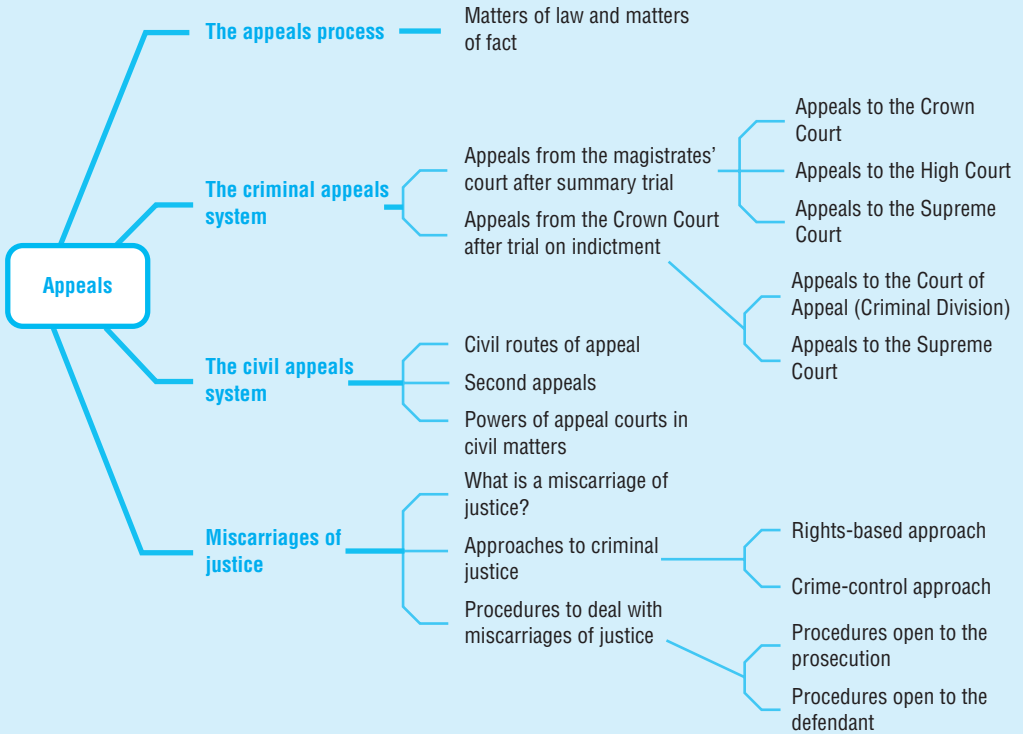 Appeals
The appeals process
Matters of law and matters
of fact
The criminal appeals
system
Appeals from the magistrates’
court after summary trial
Appeals to the Crown
Court
Appeals to the High Court
Appeals to the Supreme
Court
Appeals from the Crown Court
after trial on indictment
Appeals to the Court of
Appeal (Criminal Division)
Appeals to the Supreme
Court
The civil appeals
system
Civil routes of appeal
Second appeals
Powers of appeal courts in
civil matters
Miscarriages of
justice
What is a miscarriage of
justice?
Approaches to criminal
justice
Rights-based approach
Crime-control approach
Procedures to deal with
miscarriages of justice
Procedures open to the
prosecution
Procedures open to the
defendant